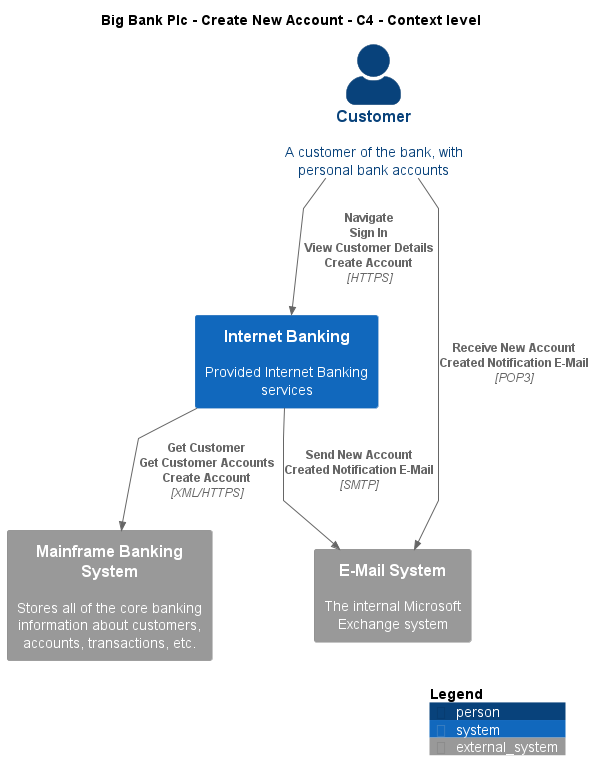 Big Bank Plc - Create New Account - C4 - Context level
Customer
A customer of the bank, with
personal bank accounts
Navigate
Sign In
View Customer Details
Create Account
[HTTPS]
Receive New Account
Created Notification E-Mail
[POP3]
Internet Banking
Provided Internet Banking
services
Get Customer
Get Customer Accounts
Create Account
[XML/HTTPS]
Send New Account
Created Notification E-Mail
[SMTP]
Mainframe Banking
System
Stores all of the core banking
information about customers,
accounts, transactions, etc.
E-Mail System
The internal Microsoft
Exchange system
Legend
person
system
external_system